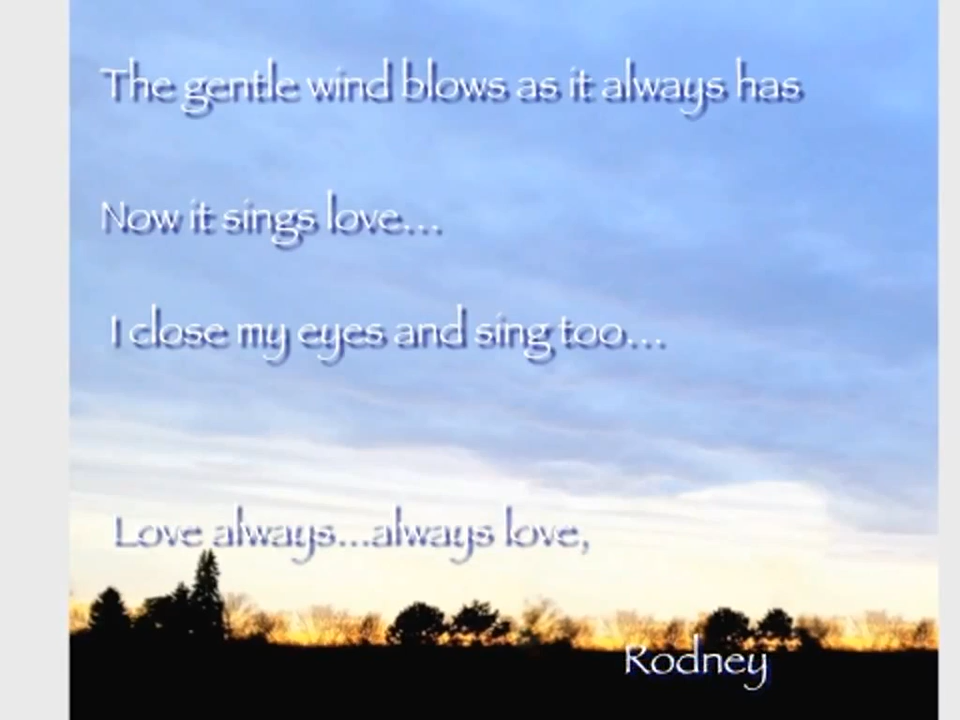 The gentle wind blows as it always has
Now it sings love...
I close my eyes and sing too...
Love always...always love,
Rodney